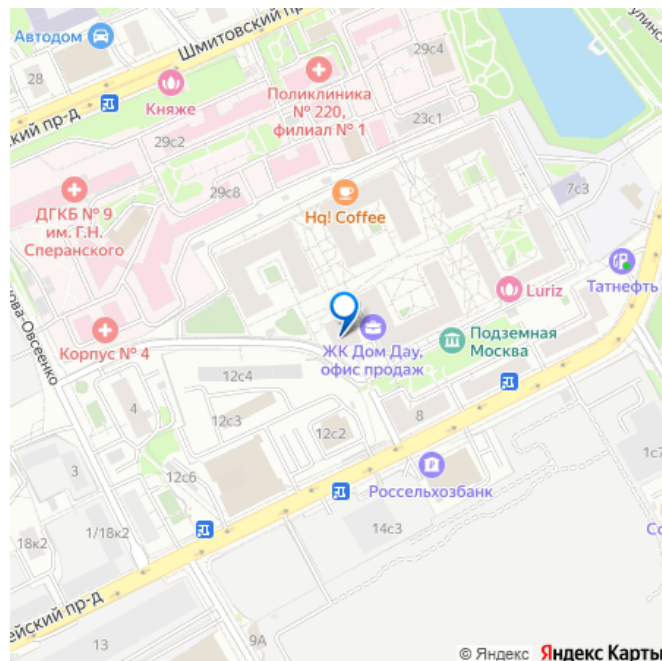 Автодом
Шмитовский пр-
улинс
28
29с4
Поликлиника
№ 220,
филиал № 1
Княже
ский пр-д
29с2
23с1
29с8
7с3
ДГКБ № 9
им. Г.Н.
Сперанского
Hq! Coffee
Luriz
Татнефть
ова-Овсеенко
Корпус № 4
Подземная
Москва
ЖК Дом Дау,
офис продаж
12с4
4
12с3
8
12с2
12с6
3
Россельхозбанк
1с7
1/18к2
18к2
14с3
Со
ейский пр-д
13
9А
© Яндекс Яндекс Карты